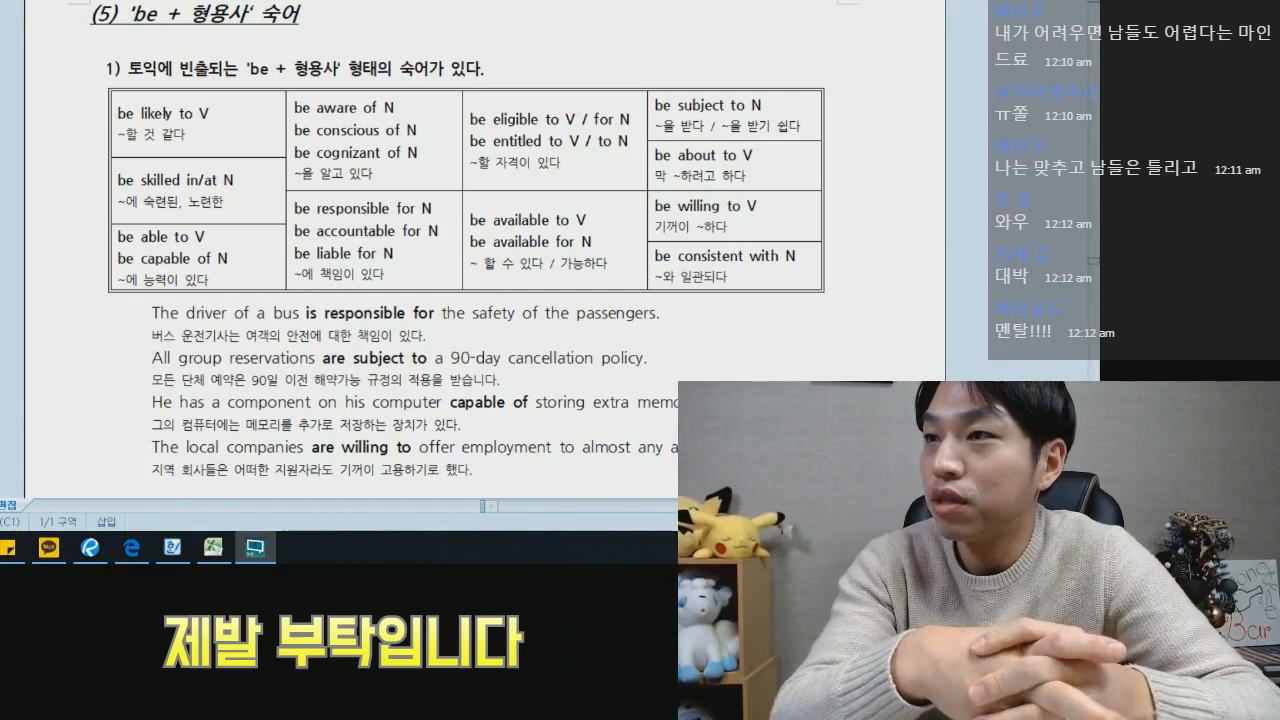 (5) 'be + 형용사' 숙어
1) 토익에 빈출되는 'be + 형용사' 형태의 숙어가 있다.
be likely to V
~할 것 같다
be skilled in/at N
~에 숙련된, 노련한
be able to V
be capable of N
~에 능력이 있다
be aware of N
be conscious of N
be cognizant of N
~을 알고 있다
be responsible for N
be accountable for N
be liable for N
~에 책임이 있다
be eligible to V / for N
be entitled to V / to N
~할 자격이 있다
be available to V
be available for N
~ 할 수 있다 / 가능하다
be subject to N
~을 받다 / ~을 받기 쉽다
be about to V
막 ~하려고 하다
be willing to V
기꺼이 ~하다
be consistent with N
~와 일관되다
The driver of a bus is responsible for the safety of the passengers.
버스 운전기사는 여객의 안전에 대한 책임이 있다.
All group reservations are subject to a 90-day cancellation policy.
모든 단체 예약은 90일 이전 해약가능 규정의 적용을 받습니다.
He has a component on his computer capable of storing extra memo
그의 컴퓨터에는 메모리를 추가로 저장하는 장치가 있다.
The local companies are willing to offer employment to almost any a
지역 회사들은 어떠한 지원자라도 기꺼이 고용하기로 했다.
편집
(C1) 1/1 구역 삽입
TALK
제발 부탁입니다
내가 어려우면 남들도 어렵다는 마인
드료 12:10 am
ㅠ쫄 12:10 am
나는 맞추고 남들은 틀리고 12:11 am
와우 12:12 am
대박 12:12 am
멘탈!!!! 12:12 am
Bar